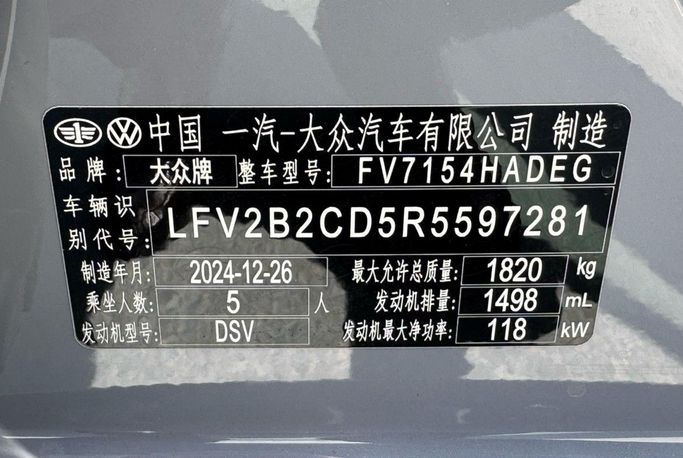 中国 一汽-大众汽车有限公司 制造
品牌: 大众牌 整车型号: FV7154HADEG
车辆识别代号: LFV2B2CD5R5597281
制造年月: 2024-12-26 最大允许总质量: 1820 kg
乘坐人数: 5 人 发动机排量: 1498 mL
发动机型号: DSV 发动机最大净功率: 118 kW